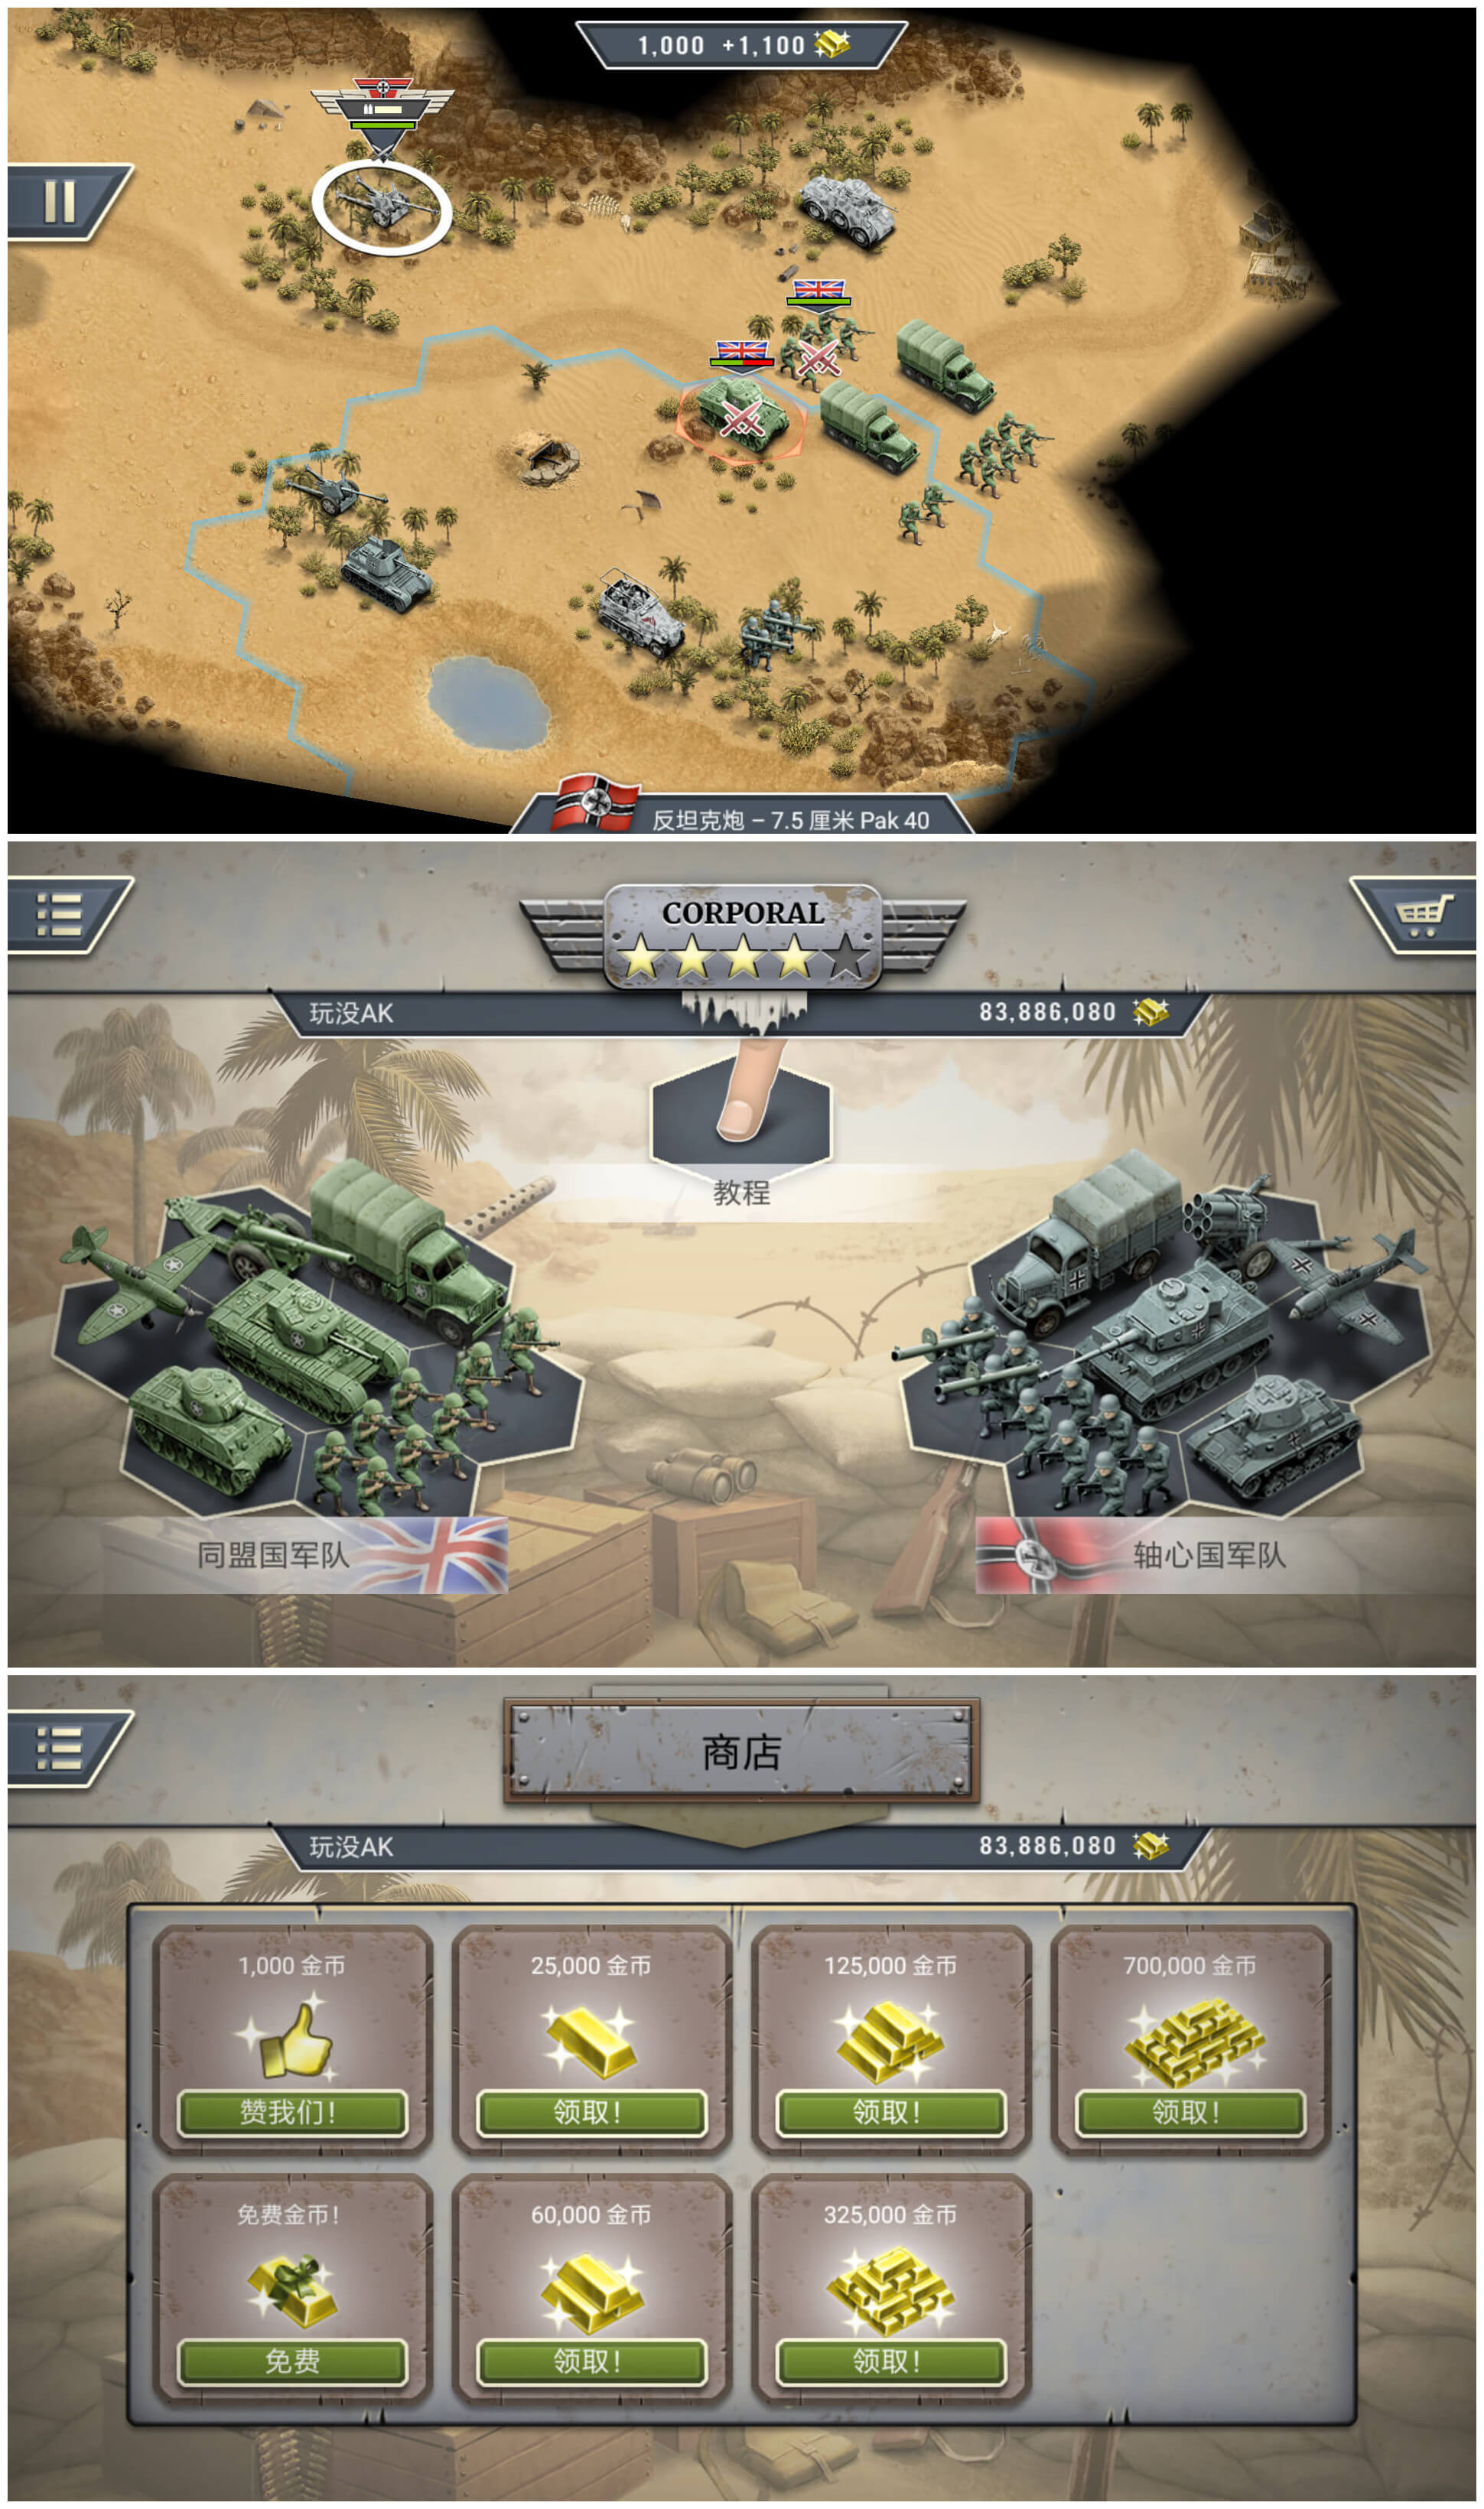 1,000 +1,100
反坦克炮 – 7.5 厘米 Pak 40
CORPORAL
玩没AK
83,886,080
教程
同盟国军队
轴心国军队
商店
玩没AK
83,886,080
1,000 金币
25,000 金币
125,000 金币
700,000 金币
赞我们!
领取!
领取!
领取!
免费金币!
60,000 金币
325,000 金币
免费
领取!
领取!